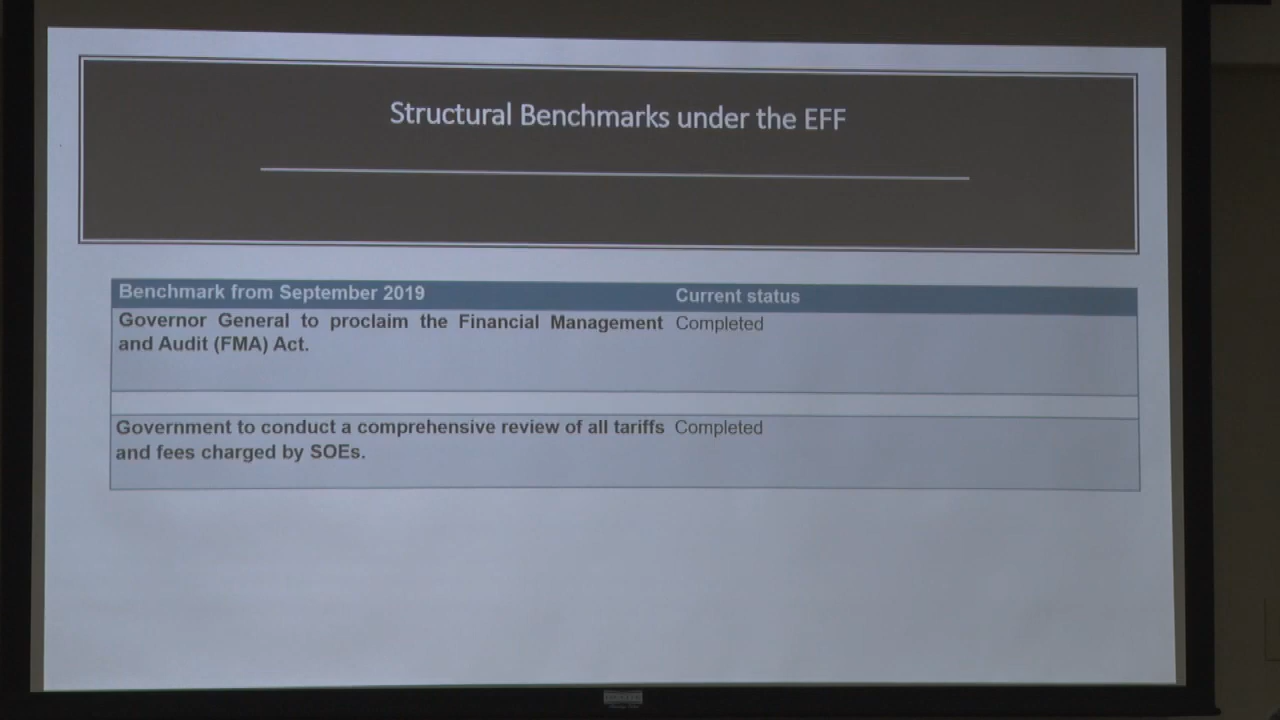 Structural Benchmarks under the EFF
Benchmark from September 2019
Current status
Governor General to proclaim the Financial Management
and Audit (FMA) Act.
Completed
Government to conduct a comprehensive review of all tariffs
and fees charged by SOEs.
Completed